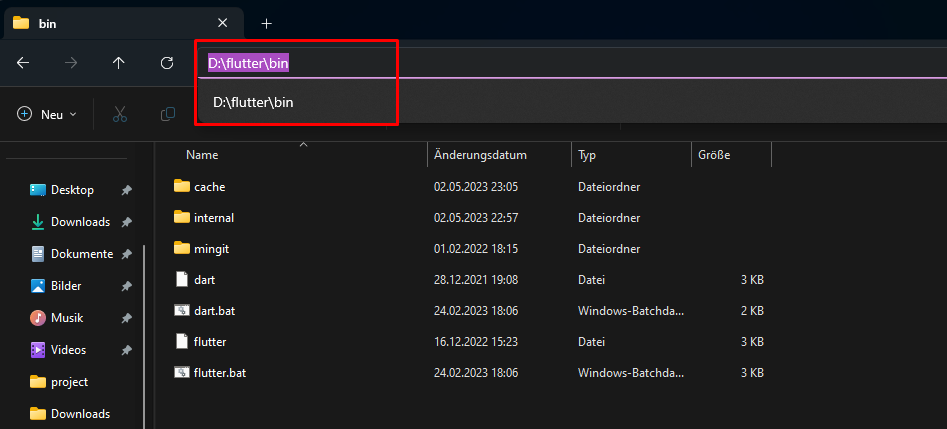 bin
D:\flutter\bin
D:\flutter\bin
Neu
Name Änderungsdatum Typ Größe
Desktop
Downloads
Dokumente
Bilder
Musik
Videos
project
Downloads
cache 02.05.2023 23:05 Dateiordner
internal 02.05.2023 22:57 Dateiordner
mingit 01.02.2022 18:15 Dateiordner
dart 28.12.2021 19:08 Datei 3 KB
dart.bat 24.02.2023 18:06 Windows-Batchda... 2 KB
flutter 16.12.2022 15:23 Datei 3 KB
flutter.bat 24.02.2023 18:06 Windows-Batchda... 3 KB